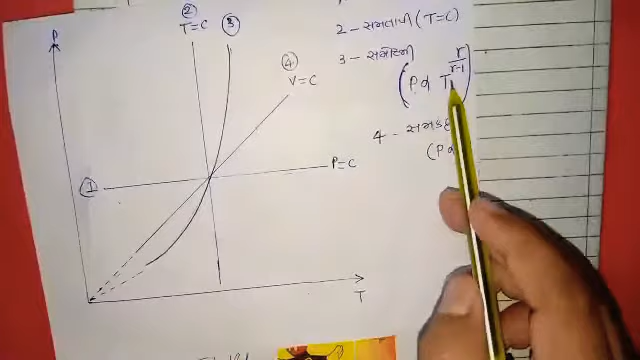 P
②
T=C
③
④
V=C
①
P=C
T
2 - સમતાપી (T=C)
3 - સમોષ્મી
(P α T^(r/r-1))
4 - સમકદ
(P α